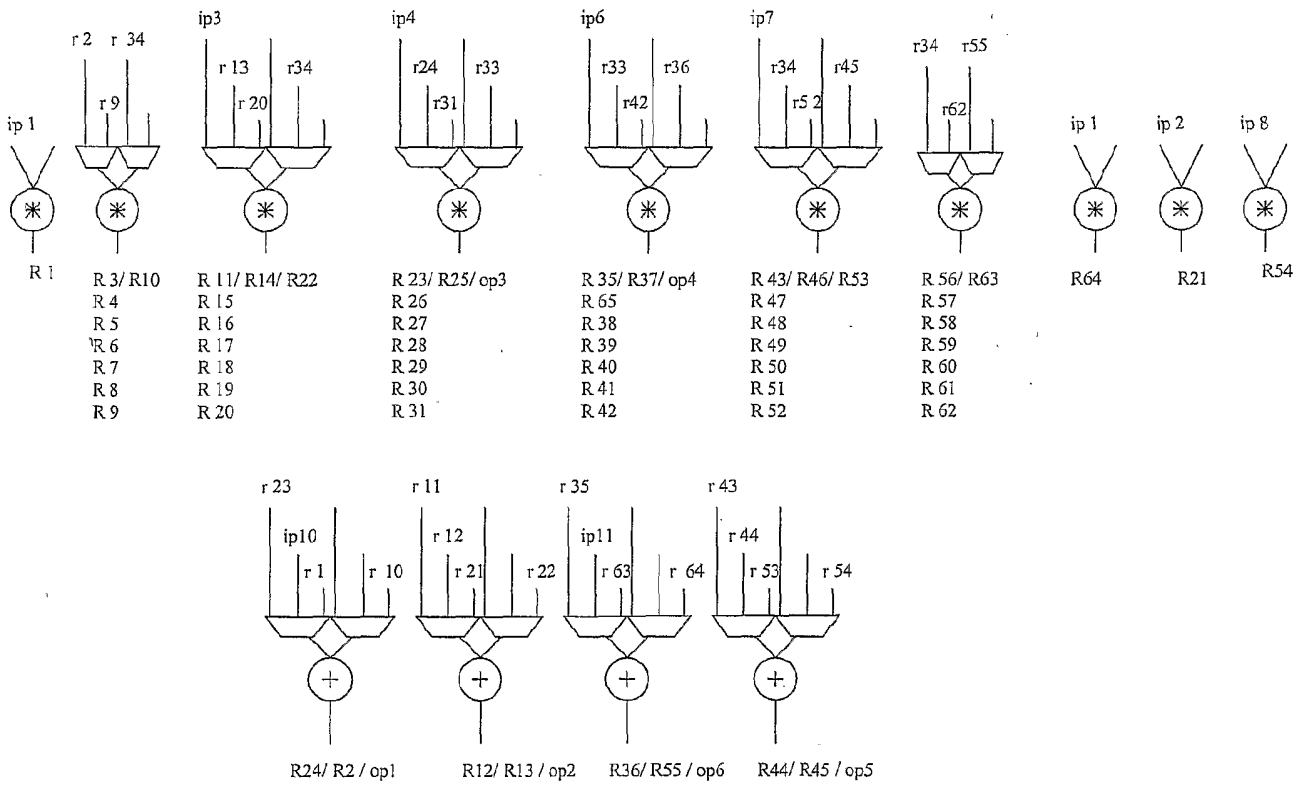 ip3 ip4 ip6 ip7
r 2 r 34 r34 r55
r 13 r34 r24 r33 r33 r36 r34 r45
r 9 r 20 r31 r42 r5 2 r62
ip 1 ip 1 ip 2 ip 8
* * * * * * * * * *
R 1 R 3/ R10 R 11/ R14/ R22 R 23/ R25/ op3 R 35/ R37/ op4 R 43/ R46/ R53 R 56/ R63 R64 R21 R54
R 4 R 15 R 26 R 65 R 47 R 57
R 5 R 16 R 27 R 38 R 48 R 58
R 6 R 17 R 28 R 39 R 49 R 59
R 7 R 18 R 29 R 40 R 50 R 60
R 8 R 19 R 30 R 41 R 51 R 61
R 9 R 20 R 31 R 42 R 52 R 62
r 23 r 11 r 35 r 43
ip10 r 12 ip11 r 44
r 1 r 10 r 21 r 22 r 63 r 64 r 53 r 54
+ + + +
R24/ R2 / op1 R12/ R13 / op2 R36/ R55 / op6 R44/ R45 / op5